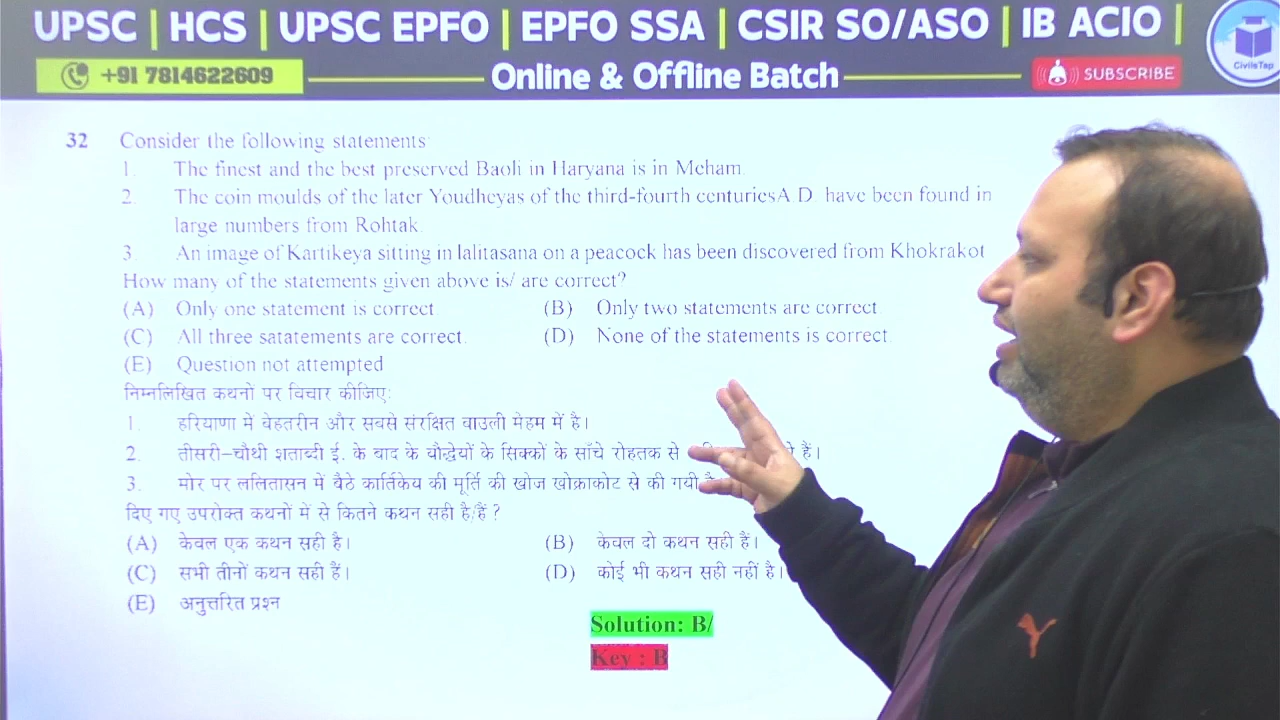 UPSC | HCS | UPSC EPFO | EPFO SSA | CSIR SO/ASO | IB ACIO |
+91 7814622609 Online & Offline Batch SUBSCRIBE
CivilsTap
32 Consider the following statements:
1. The finest and the best preserved Baoli in Haryana is in Meham.
2. The coin moulds of the later Youdheyas of the third-fourth centuriesA.D. have been found in
large numbers from Rohtak.
3. An image of Kartikeya sitting in lalitasana on a peacock has been discovered from Khokrakot
How many of the statements given above is/ are correct?
(A) Only one statement is correct. (B) Only two statements are correct.
(C) All three satatements are correct. (D) None of the statements is correct.
(E) Question not attempted
निम्नलिखित कथनों पर विचार कीजिए:
1. हरियाणा में बेहतरीन और सबसे संरक्षित बाउली मेहम में है।
2. तीसरी–चौथी शताब्दी ई. के बाद के यौद्धेयों के सिक्कों के साँचे रोहतक से हैं।
3. मोर पर ललितासन में बैठे कार्तिकेय की मूर्ति की खोज खोक्राकोट से की गयी
दिए गए उपरोक्त कथनों में से कितने कथन सही है/हैं ?
(A) केवल एक कथन सही है। (B) केवल दो कथन सही हैं।
(C) सभी तीनों कथन सही हैं। (D) कोई भी कथन सही नहीं है।
(E) अनुत्तरित प्रश्न
Solution: B/
Key : B